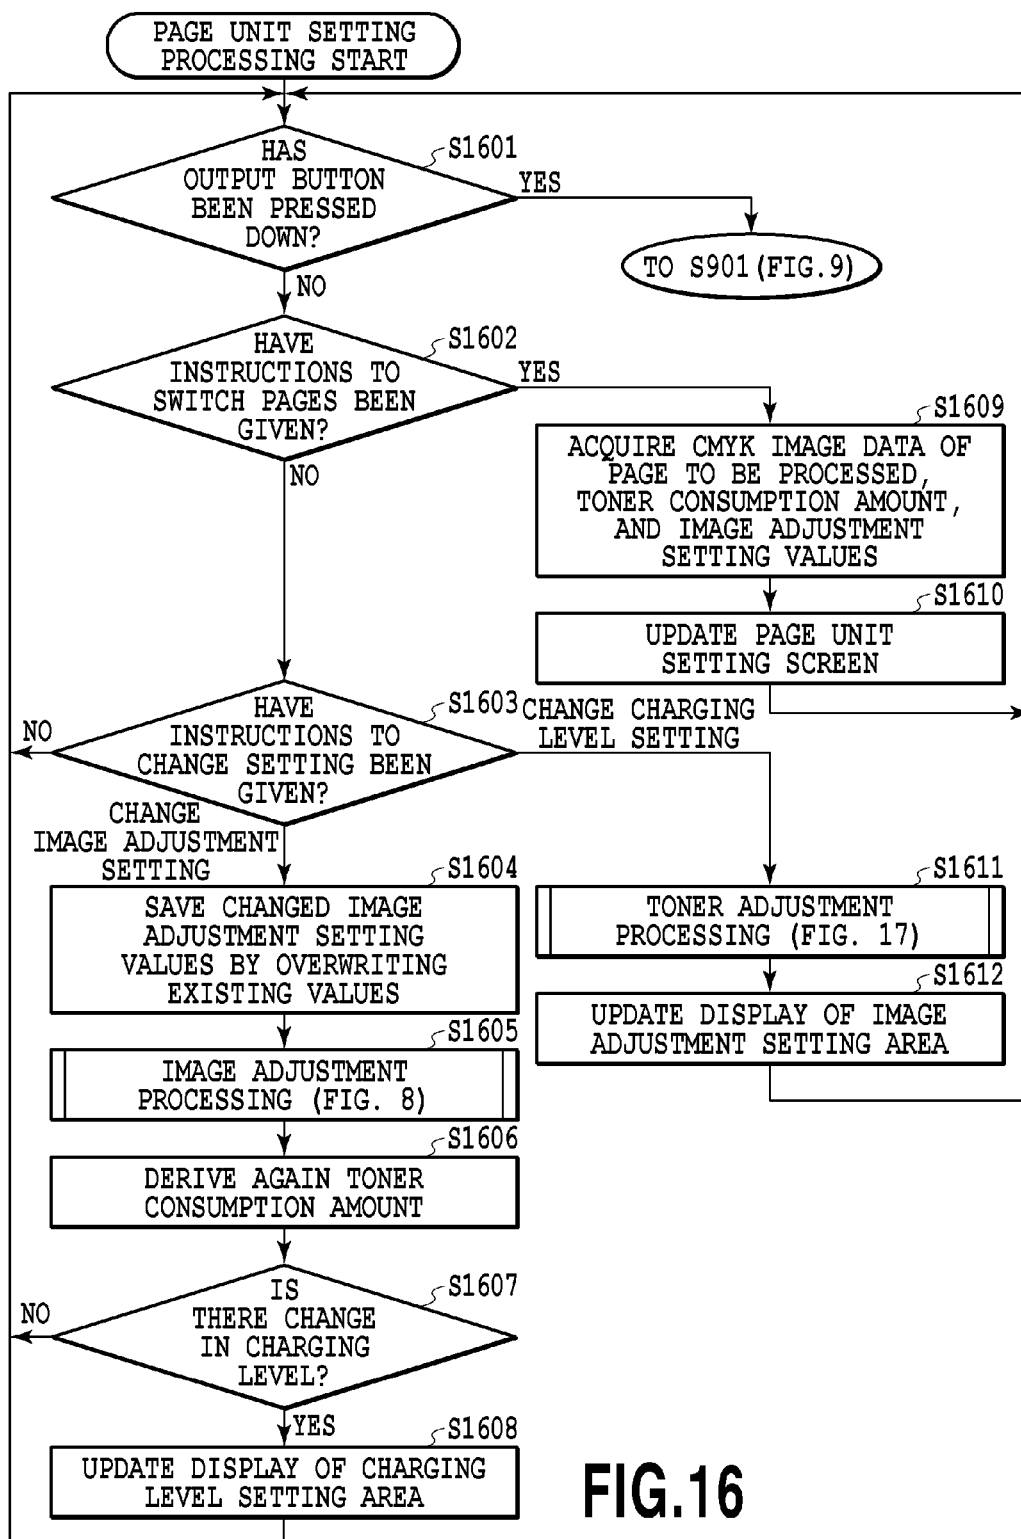 PAGE UNIT SETTING
PROCESSING START
S1601
HAS
OUTPUT BUTTON
BEEN PRESSED
DOWN?
YES
TO S901(FIG.9)
NO
S1602
HAVE
INSTRUCTIONS TO
SWITCH PAGES BEEN
GIVEN?
YES
NO
S1609
ACQUIRE CMYK IMAGE DATA OF
PAGE TO BE PROCESSED,
TONER CONSUMPTION AMOUNT,
AND IMAGE ADJUSTMENT
SETTING VALUES
S1610
UPDATE PAGE UNIT
SETTING SCREEN
S1603
HAVE
INSTRUCTIONS TO
CHANGE SETTING BEEN
GIVEN?
NO
CHANGE CHARGING
LEVEL SETTING
CHANGE
IMAGE ADJUSTMENT
SETTING
S1604
SAVE CHANGED IMAGE
ADJUSTMENT SETTING
VALUES BY OVERWRITING
EXISTING VALUES
S1611
TONER ADJUSTMENT
PROCESSING (FIG. 17)
S1612
UPDATE DISPLAY OF IMAGE
ADJUSTMENT SETTING AREA
S1605
IMAGE ADJUSTMENT
PROCESSING (FIG. 8)
S1606
DERIVE AGAIN TONER
CONSUMPTION AMOUNT
S1607
IS
THERE CHANGE
IN CHARGING
LEVEL?
NO
YES
S1608
UPDATE DISPLAY OF CHARGING
LEVEL SETTING AREA
FIG.16